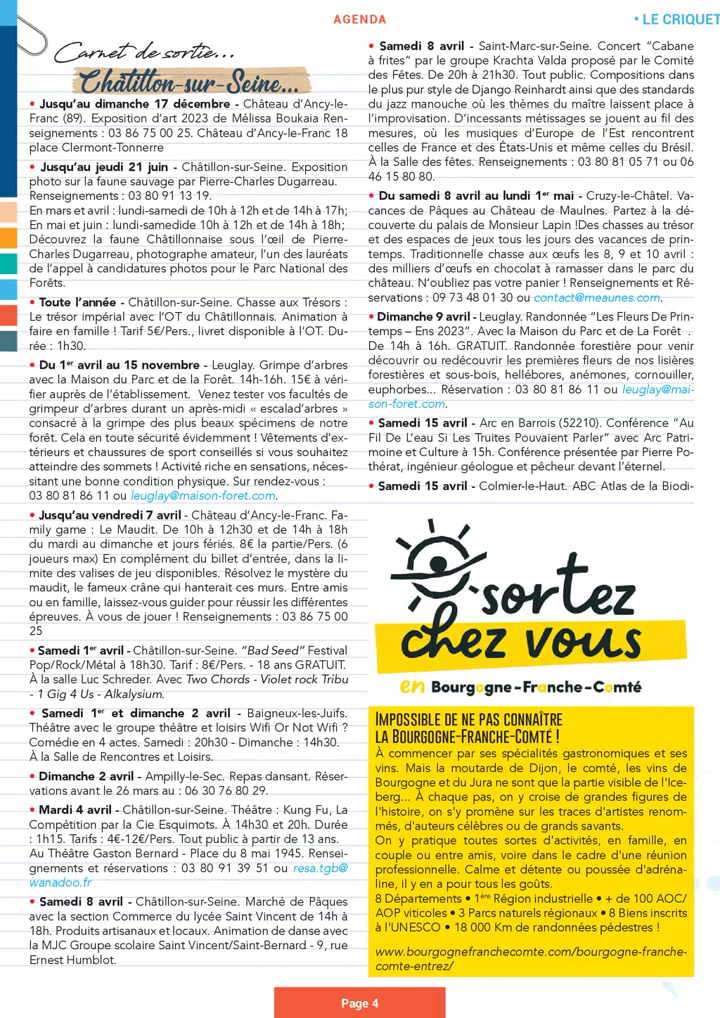 AGENDA
• LE CRIQUET
Carnet de sortie...
Châtillon-sur-Seine...
• Jusqu'au dimanche 17 décembre - Château d'Ancy-le-
Franc (89). Exposition d'art 2023 de Mélissa Boukaia Ren-
seignements : 03 86 75 00 25. Château d'Ancy-le-Franc 18
place Clermont-Tonnerre
• Jusqu'au jeudi 21 juin - Châtillon-sur-Seine. Exposition
photo sur la faune sauvage par Pierre-Charles Dugarreau.
Renseignements : 03 80 91 13 19.
En mars et avril : lundi-samedi de 10h à 12h et de 14h à 17h;
En mai et juin : lundi-samedide 10h à 12h et de 14h à 18h;
Découvrez la faune Châtillonnaise sous l'œil de Pierre-
Charles Dugarreau, photographe amateur, l'un des lauréats
de l'appel à candidatures photos pour le Parc National des
Forêts.
• Toute l'année - Châtillon-sur-Seine. Chasse aux Trésors :
Le trésor impérial avec l'OT du Châtillonnais. Animation à
faire en famille ! Tarif 5€/Pers., livret disponible à l'OT. Du-
rée : 1h30.
• Du 1er avril au 15 novembre - Leuglay. Grimpe d'arbres
avec la Maison du Parc et de la Forêt. 14h-16h. 15€ à véri-
fier auprès de l'établissement. Venez tester vos facultés de
grimpeur d'arbres durant un après-midi « escalad'arbres »
consacré à la grimpe des plus beaux spécimens de notre
forêt. Cela en toute sécurité évidemment ! Vêtements d'ex-
térieurs et chaussures de sport conseillés si vous souhaitez
atteindre des sommets ! Activité riche en sensations, néces-
sitant une bonne condition physique. Sur rendez-vous :
03 80 81 86 11 ou leuglay@maison-foret.com.
• Jusqu'au vendredi 7 avril - Château d'Ancy-le-Franc. Fa-
mily game : Le Maudit. De 10h à 12h30 et de 14h à 18h
du mardi au dimanche et jours fériés. 8€ la partie/Pers. (6
joueurs max) En complément du billet d'entrée, dans la li-
mite des valises de jeu disponibles. Résolvez le mystère du
maudit, le fameux crâne qui hanterait ces murs. Entre amis
ou en famille, laissez-vous guider pour réussir les différentes
épreuves. À vous de jouer ! Renseignements : 03 86 75 00
25
• Samedi 1er avril - Châtillon-sur-Seine. "Bad Seed" Festival
Pop/Rock/Métal à 18h30. Tarif : 8€/Pers. - 18 ans GRATUIT.
À la salle Luc Schreder. Avec Two Chords - Violet rock Tribu
- 1 Gig 4 Us - Alkalysium.
• Samedi 1er et dimanche 2 avril - Baigneux-les-Juifs.
Théâtre avec le groupe théâtre et loisirs Wifi Or Not Wifi ?
Comédie en 4 actes. Samedi : 20h30 - Dimanche : 14h30.
À la Salle de Rencontres et Loisirs.
• Dimanche 2 avril - Ampilly-le-Sec. Repas dansant. Réser-
vations avant le 26 mars au : 06 30 76 80 29.
• Mardi 4 avril - Châtillon-sur-Seine. Théâtre : Kung Fu, La
Compétition par la Cie Esquimots. À 14h30 et 20h. Durée
: 1h15. Tarifs : 4€-12€/Pers. Tout public à partir de 13 ans.
Au Théâtre Gaston Bernard - Place du 8 mai 1945. Rensei-
gnements et réservations : 03 80 91 39 51 ou resa.tgb@
wanadoo.fr
• Samedi 8 avril - Châtillon-sur-Seine. Marché de Pâques
avec la section Commerce du lycée Saint Vincent de 14h à
18h. Produits artisanaux et locaux. Animation de danse avec
la MJC Groupe scolaire Saint Vincent/Saint-Bernard - 9, rue
Ernest Humblot.
• Samedi 8 avril - Saint-Marc-sur-Seine. Concert "Cabane
à frites" par le groupe Krachta Valda proposé par le Comité
des Fêtes. De 20h à 21h30. Tout public. Compositions dans
le plus pur style de Django Reinhardt ainsi que des standards
du jazz manouche où les thèmes du maître laissent place à
l'improvisation. D'incessants métissages se jouent au fil des
mesures, où les musiques d'Europe de l'Est rencontrent
celles de France et des États-Unis et même celles du Brésil.
À la Salle des fêtes. Renseignements : 03 80 81 05 71 ou 06
46 15 80 80.
• Du samedi 8 avril au lundi 1er mai - Cruzy-le-Châtel. Va-
cances de Pâques au Château de Maulnes. Partez à la dé-
couverte du palais de Monsieur Lapin !Des chasses au trésor
et des espaces de jeux tous les jours des vacances de prin-
temps. Traditionnelle chasse aux œufs les 8, 9 et 10 avril :
des milliers d'œufs en chocolat à ramasser dans le parc du
château. N'oubliez pas votre panier ! Renseignements et Ré-
servations : 09 73 48 01 30 ou contact@meaunes.com.
• Dimanche 9 avril - Leuglay. Randonnée "Les Fleurs De Prin-
temps – Ens 2023". Avec la Maison du Parc et de La Forêt .
De 14h à 16h. GRATUIT. Randonnée forestière pour venir
découvrir ou redécouvrir les premières fleurs de nos lisières
forestières et sous-bois, hellébores, anémones, cornouiller,
euphorbes... Réservation : 03 80 81 86 11 ou leuglay@mai-
son-foret.com.
• Samedi 15 avril - Arc en Barrois (52210). Conférence "Au
Fil De L'eau Si Les Truites Pouvaient Parler" avec Arc Patri-
moine et Culture à 15h. Conférence présentée par Pierre Po-
thérat, ingénieur géologue et pêcheur devant l'éternel.
• Samedi 15 avril - Colmier-le-Haut. ABC Atlas de la Biodi-
sortez
chez vous
en Bourgogne-Franche-Comté
IMPOSSIBLE DE NE PAS CONNAÎTRE
LA BOURGOGNE-FRANCHE-COMTÉ !
À commencer par ses spécialités gastronomiques et ses
vins. Mais la moutarde de Dijon, le comté, les vins de
Bourgogne et du Jura ne sont que la partie visible de l'Ice-
berg... À chaque pas, on y croise de grandes figures de
l'histoire, on s'y promène sur les traces d'artistes renom-
més, d'auteurs célèbres ou de grands savants.
On y pratique toutes sortes d'activités, en famille, en
couple ou entre amis, voire dans le cadre d'une réunion
professionnelle. Calme et détente ou poussée d'adréna-
line, il y en a pour tous les goûts.
8 Départements • 1ère Région industrielle • + de 100 AOC/
AOP viticoles • 3 Parcs naturels régionaux • 8 Biens inscrits
à l'UNESCO • 18 000 Km de randonnées pédestres !
www.bourgognefranchecomte.com/bourgogne-franche-
comte-entrez/
Page 4